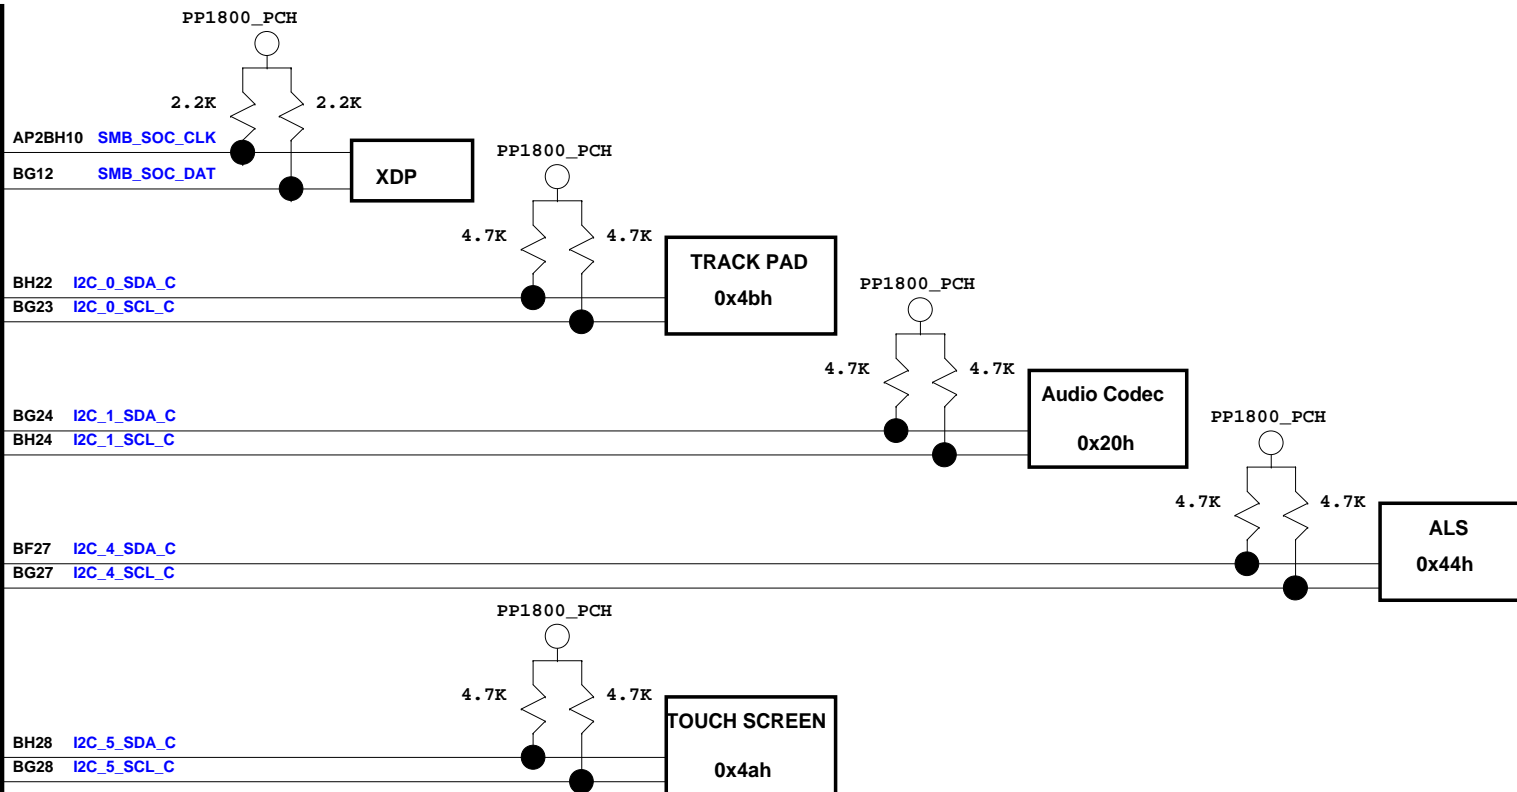 PP1800_PCH
2.2K 2.2K
AP2BH10 SMB_SOC_CLK
BG12 SMB_SOC_DAT
XDP
PP1800_PCH
4.7K 4.7K
TRACK PAD
0x4bh
BH22 I2C_0_SDA_C
BG23 I2C_0_SCL_C
PP1800_PCH
4.7K 4.7K
Audio Codec
0x20h
BG24 I2C_1_SDA_C
BH24 I2C_1_SCL_C
PP1800_PCH
4.7K 4.7K
ALS
0x44h
BF27 I2C_4_SDA_C
BG27 I2C_4_SCL_C
PP1800_PCH
4.7K 4.7K
TOUCH SCREEN
0x4ah
BH28 I2C_5_SDA_C
BG28 I2C_5_SCL_C